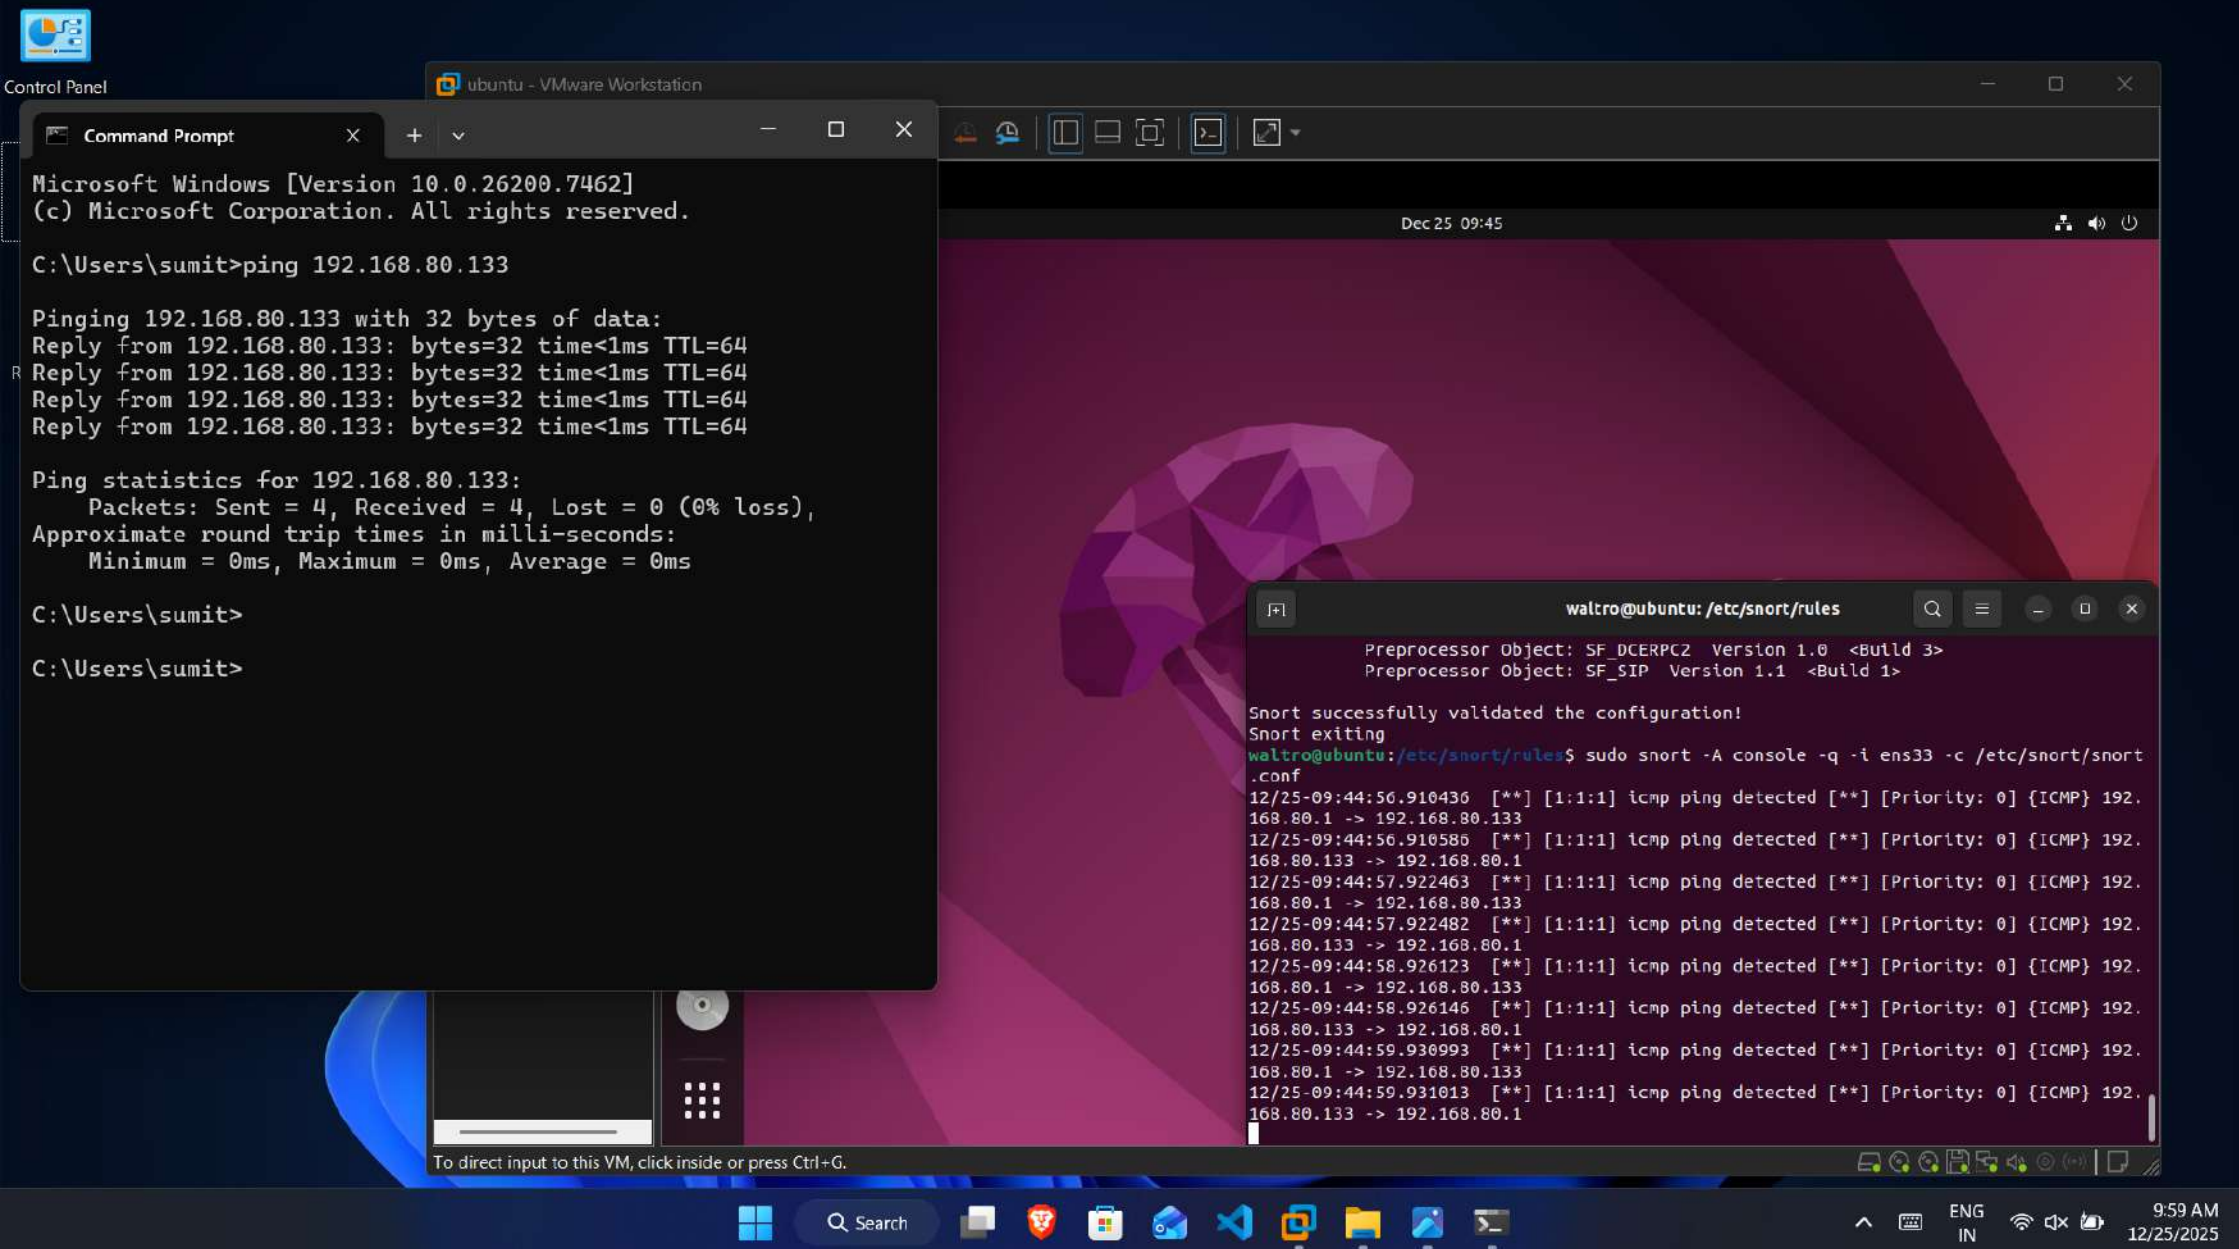 Control Panel
ubuntu - VMware Workstation
Command Prompt
Microsoft Windows [Version 10.0.26200.7462]
(c) Microsoft Corporation. All rights reserved.
C:\Users\sumit>ping 192.168.80.133
Pinging 192.168.80.133 with 32 bytes of data:
Reply from 192.168.80.133: bytes=32 time<1ms TTL=64
Reply from 192.168.80.133: bytes=32 time<1ms TTL=64
R
Reply from 192.168.80.133: bytes=32 time<1ms TTL=64
Reply from 192.168.80.133: bytes=32 time<1ms TTL=64
Ping statistics for 192.168.80.133:
Packets: Sent = 4, Received = 4, Lost = 0 (0% loss),
Approximate round trip times in milli-seconds:
Minimum = 0ms, Maximum = 0ms, Average = 0ms
C:\Users\sumit>
C:\Users\sumit>
Dec 25 09:45
waltro@ubuntu: /etc/snort/rules
Preprocessor Object: SF_DCERPC2 Version 1.0 <Build 3>
Preprocessor Object: SF_SIP Version 1.1 <Build 1>
Snort successfully validated the configuration!
Snort exiting
waltro@ubuntu:/etc/snort/rules$ sudo snort -A console -q -i ens33 -c /etc/snort/snort
.conf
12/25-09:44:56.910436 [**] [1:1:1] icmp ping detected [**] [Priority: 0] {ICMP} 192.
168.80.1 -> 192.168.80.133
12/25-09:44:56.910586 [**] [1:1:1] icmp ping detected [**] [Priority: 0] {ICMP} 192.
168.80.133 -> 192.168.80.1
12/25-09:44:57.922463 [**] [1:1:1] icmp ping detected [**] [Priority: 0] {ICMP} 192.
168.80.1 -> 192.168.80.133
12/25-09:44:57.922482 [**] [1:1:1] icmp ping detected [**] [Priority: 0] {ICMP} 192.
168.80.133 -> 192.168.80.1
12/25-09:44:58.926123 [**] [1:1:1] icmp ping detected [**] [Priority: 0] {ICMP} 192.
168.80.1 -> 192.168.80.133
12/25-09:44:58.926146 [**] [1:1:1] icmp ping detected [**] [Priority: 0] {ICMP} 192.
168.80.133 -> 192.168.80.1
12/25-09:44:59.930993 [**] [1:1:1] icmp ping detected [**] [Priority: 0] {ICMP} 192.
168.80.1 -> 192.168.80.133
12/25-09:44:59.931013 [**] [1:1:1] icmp ping detected [**] [Priority: 0] {ICMP} 192.
168.80.133 -> 192.168.80.1
To direct input to this VM, click inside or press Ctrl+G.
Search
ENG
IN
9:59 AM
12/25/2025